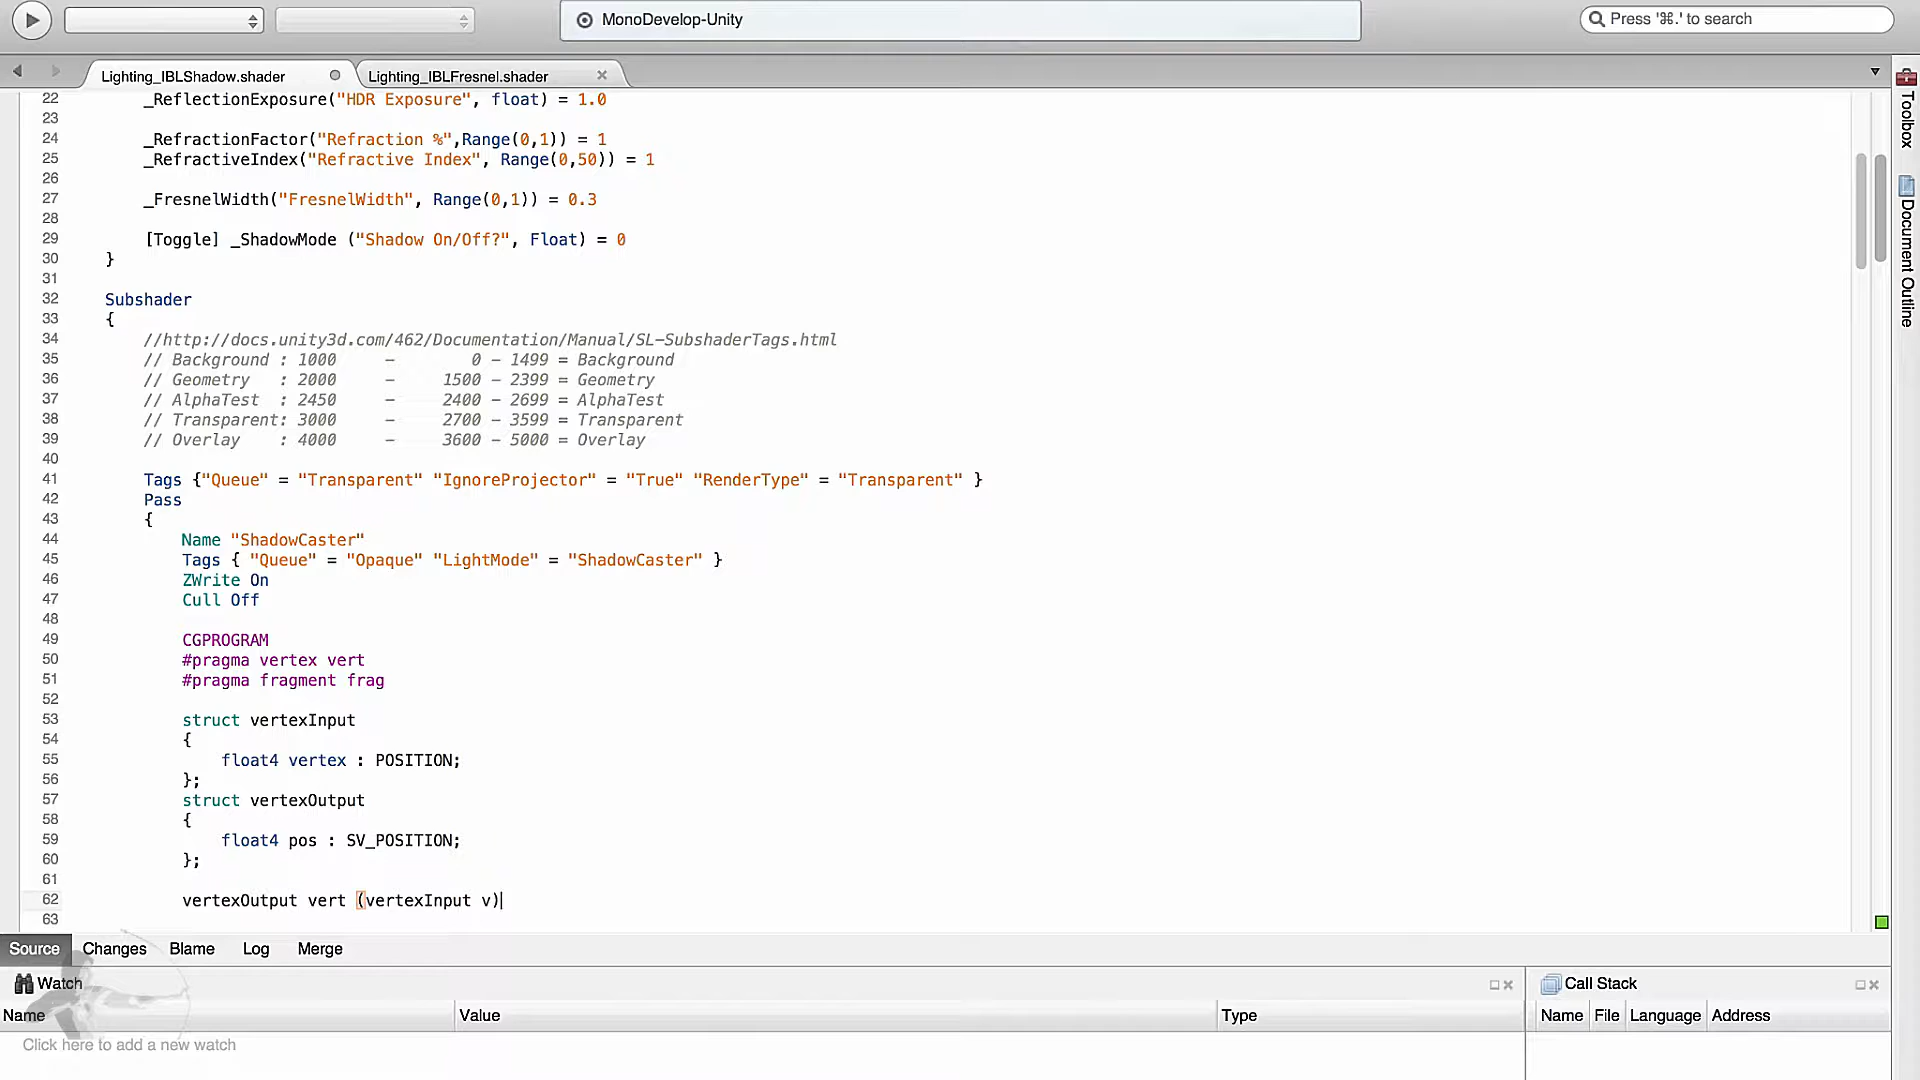 MonoDevelop-Unity
Press '⌘.' to search
Lighting_IBLShadow.shader
Lighting_IBLFresnel.shader
22 _ReflectionExposure("HDR Exposure", float) = 1.0
23
24 _RefractionFactor("Refraction %",Range(0,1)) = 1
25 _RefractiveIndex("Refractive Index", Range(0,50)) = 1
26
27 _FresnelWidth("FresnelWidth", Range(0,1)) = 0.3
28
29 [Toggle] _ShadowMode ("Shadow On/Off?", Float) = 0
30 }
31
32 Subshader
33 {
34 //http://docs.unity3d.com/462/Documentation/Manual/SL-SubshaderTags.html
35 // Background : 1000 - 0 - 1499 = Background
36 // Geometry : 2000 - 1500 - 2399 = Geometry
37 // AlphaTest : 2450 - 2400 - 2699 = AlphaTest
38 // Transparent: 3000 - 2700 - 3599 = Transparent
39 // Overlay : 4000 - 3600 - 5000 = Overlay
40
41 Tags {"Queue" = "Transparent" "IgnoreProjector" = "True" "RenderType" = "Transparent" }
42 Pass
43 {
44 Name "ShadowCaster"
45 Tags { "Queue" = "Opaque" "LightMode" = "ShadowCaster" }
46 ZWrite On
47 Cull Off
48
49 CGPROGRAM
50 #pragma vertex vert
51 #pragma fragment frag
52
53 struct vertexInput
54 {
55 float4 vertex : POSITION;
56 };
57 struct vertexOutput
58 {
59 float4 pos : SV_POSITION;
60 };
61
62 vertexOutput vert (vertexInput v)
63
Toolbox
Document Outline
Source Changes Blame Log Merge
Watch
Name Value Type
Click here to add a new watch
Call Stack
Name File Language Address